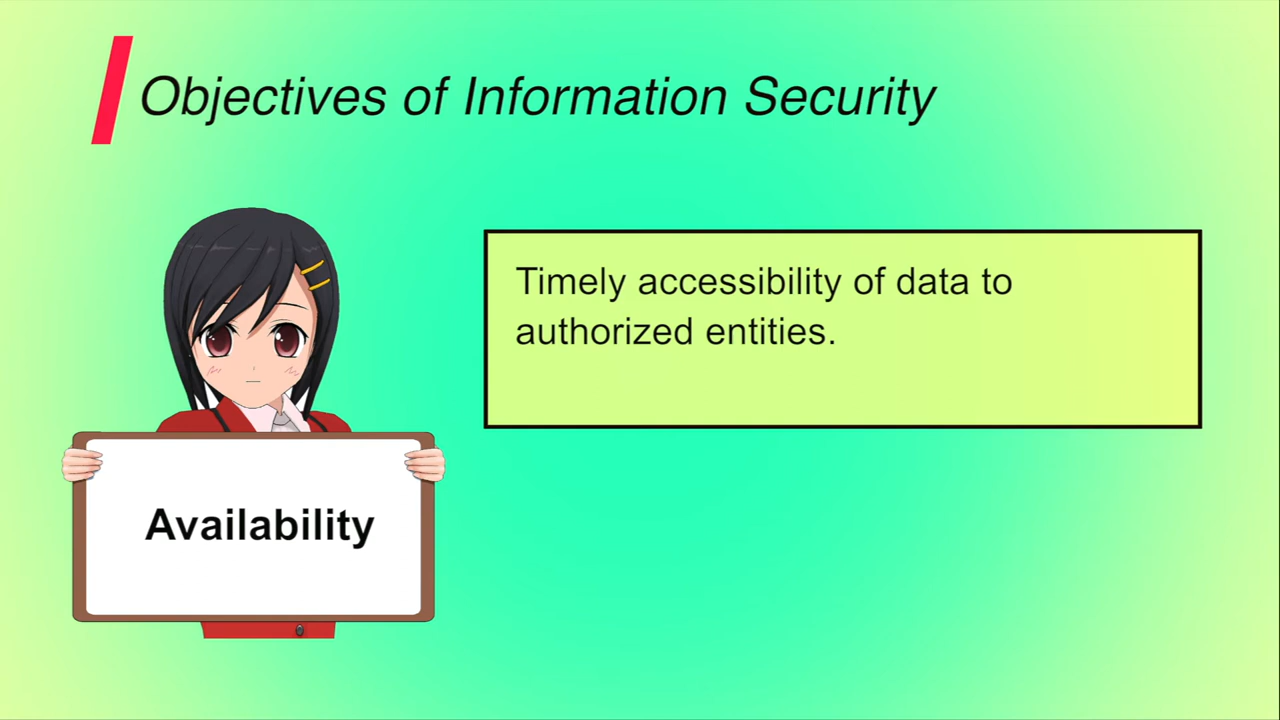 Objectives of Information Security
Timely accessibility of data to
authorized entities.
Availability